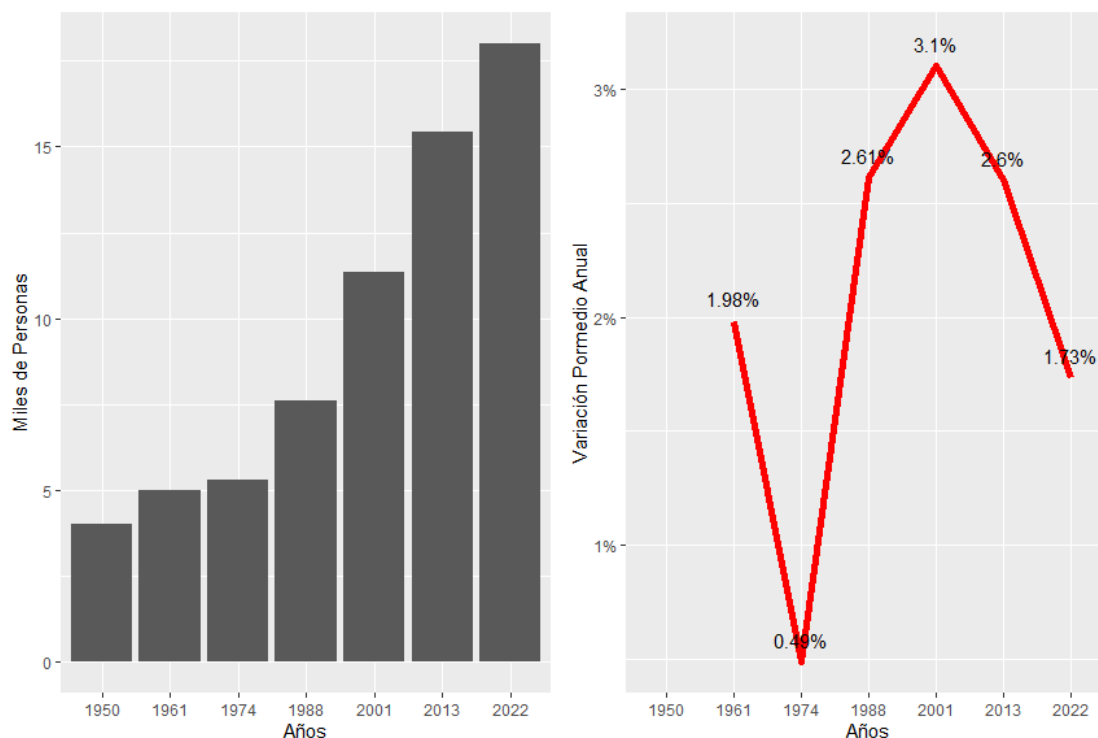 Miles de Personas
15
10
5
0
1950 1961 1974 1988 2001 2013 2022
Años
Variación Pormedio Anual
3%
2%
1%
1.98%
0.49%
2.61%
3.1%
2.6%
1.73%
1950 1961 1974 1988 2001 2013 2022
Años